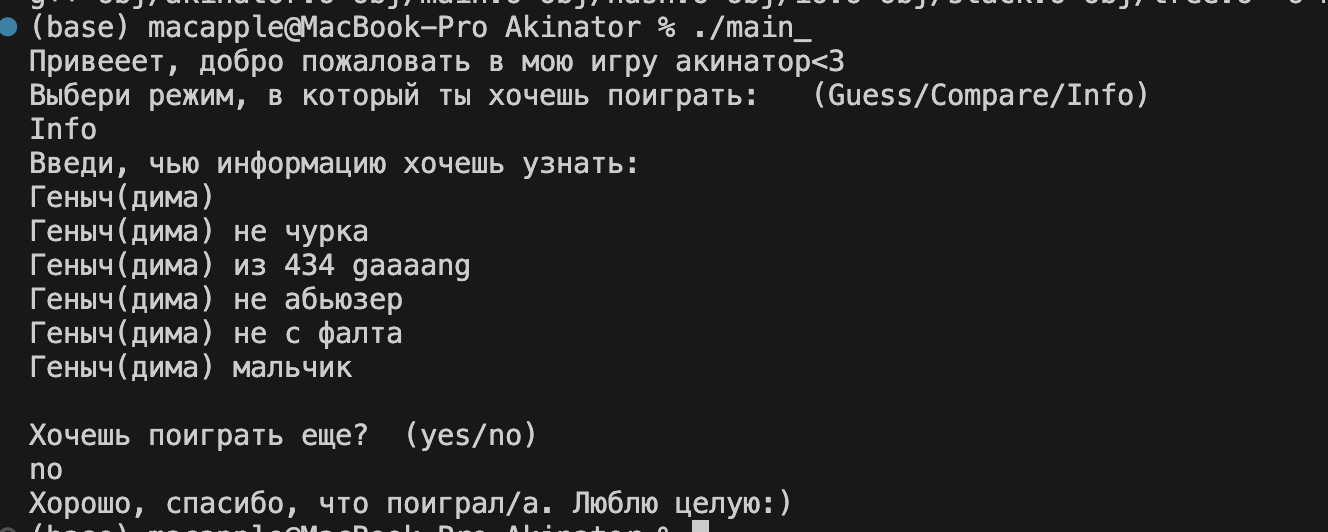 (base) macapple@MacBook-Pro Akinator % ./main_
Привееет, добро пожаловать в мою игру акинатор<3
Выбери режим, в который ты хочешь поиграть:   (Guess/Compare/Info)
Info
Введи, чью информацию хочешь узнать:
Геныч(дима)
Геныч(дима) не чурка
Геныч(дима) из 434 gaaaang
Геныч(дима) не абьюзер
Геныч(дима) не с фалта
Геныч(дима) мальчик
Хочешь поиграть еще?  (yes/no)
no
Хорошо, спасибо, что поиграл/а. Люблю целую:)
(base) macapple@MacBook-Pro Akinator %